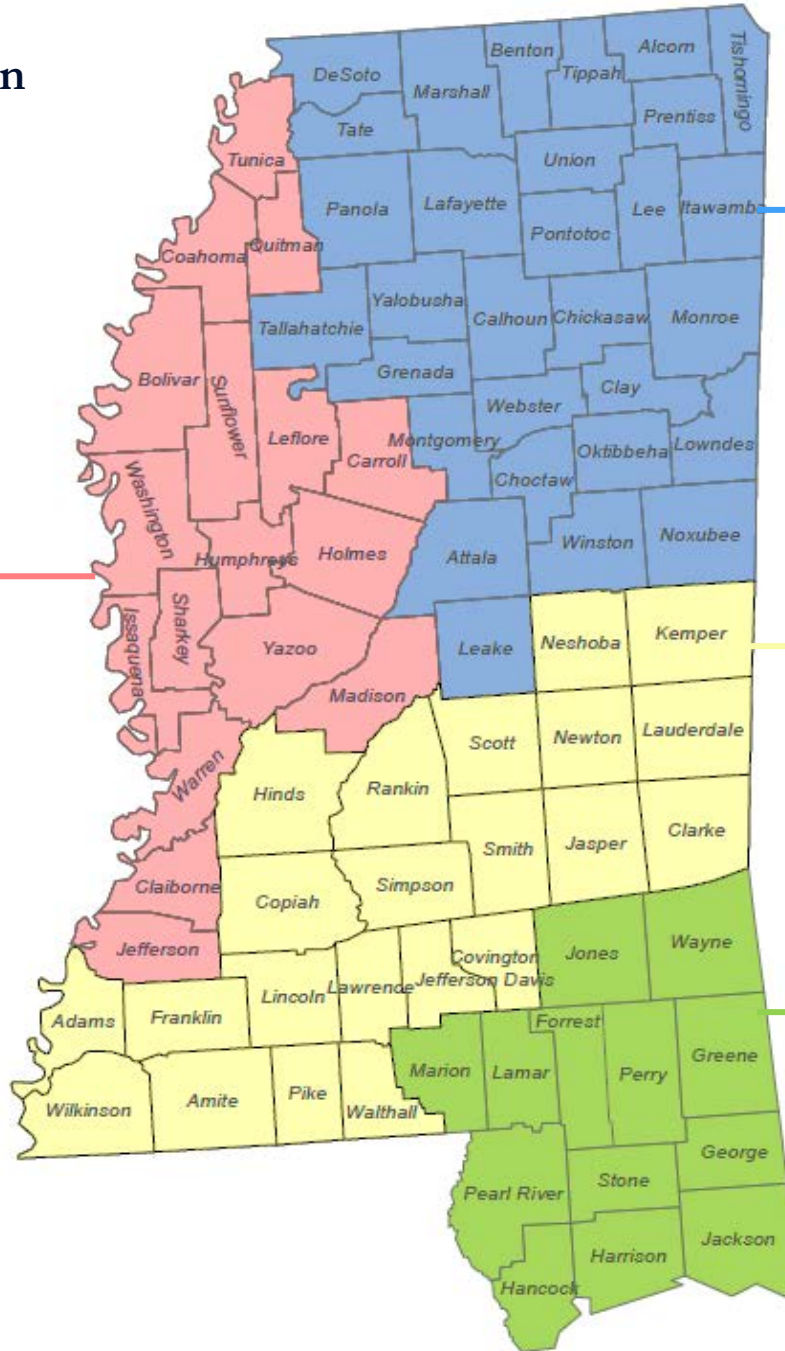 n
DeSoto
Marshall
Benton
Tippah
Alcorn
Tishomingo
Tate
Prentiss
Tunica
Union
Panola
Lafayette
Lee
Itawamba
Pontotoc
Quitman
Coahoma
Yalobusha
Tallahatchie
Calhoun
Chickasaw
Monroe
Grenada
Bolivar
Sunflower
Clay
Webster
Leflore
Montgomery
Carroll
Oktibbeha
Lowndes
Choctaw
Washington
Humphreys
Holmes
Attala
Winston
Noxubee
Sharkey
Issaquena
Yazoo
Leake
Neshoba
Kemper
Madison
Scott
Newton
Lauderdale
Warren
Hinds
Rankin
Smith
Jasper
Clarke
Claiborne
Copiah
Simpson
Jefferson
Covington
Jones
Wayne
Lincoln
Lawrence
Jefferson Davis
Adams
Franklin
Forrest
Marion
Lamar
Perry
Greene
Wilkinson
Amite
Pike
Walthall
George
Pearl River
Stone
Jackson
Harrison
Hancock